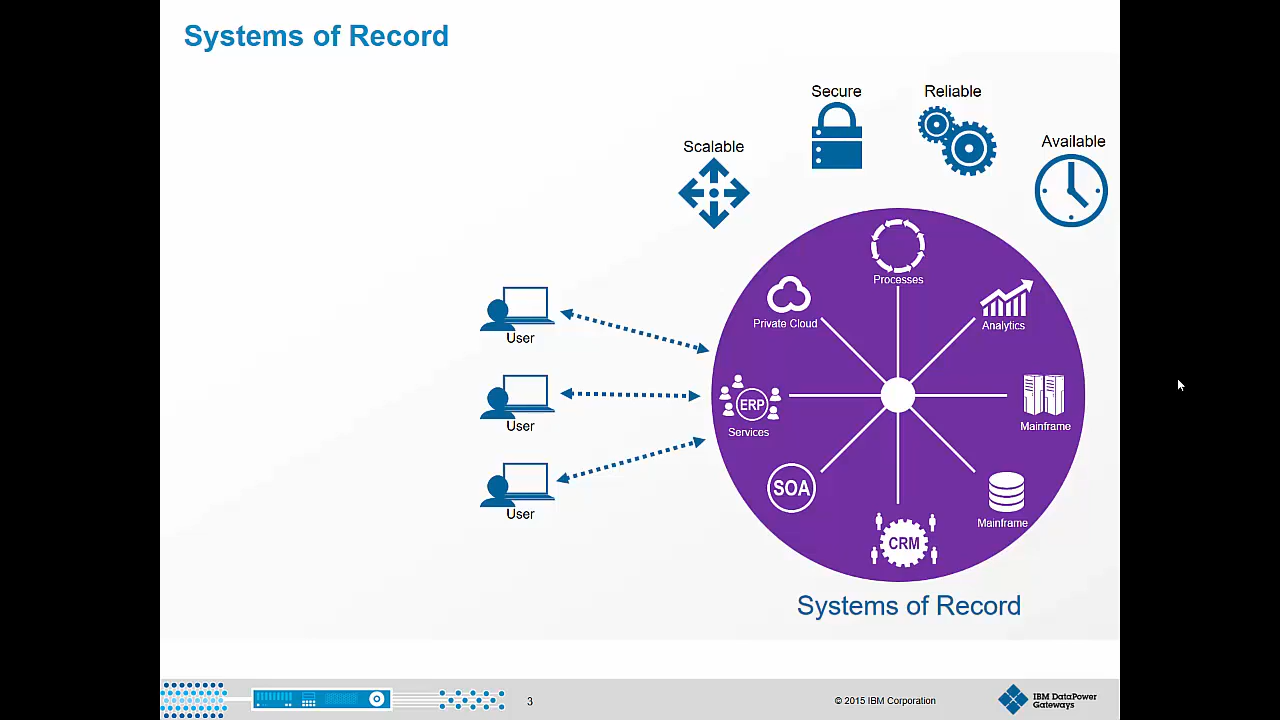 Systems of Record
Secure
Reliable
Scalable
Available
Processes
Private Cloud
Analytics
User
ERP
Services
Mainframe
User
SOA
Mainframe
User
CRM
Systems of Record
3
© 2015 IBM Corporation
IBM DataPower
Gateways